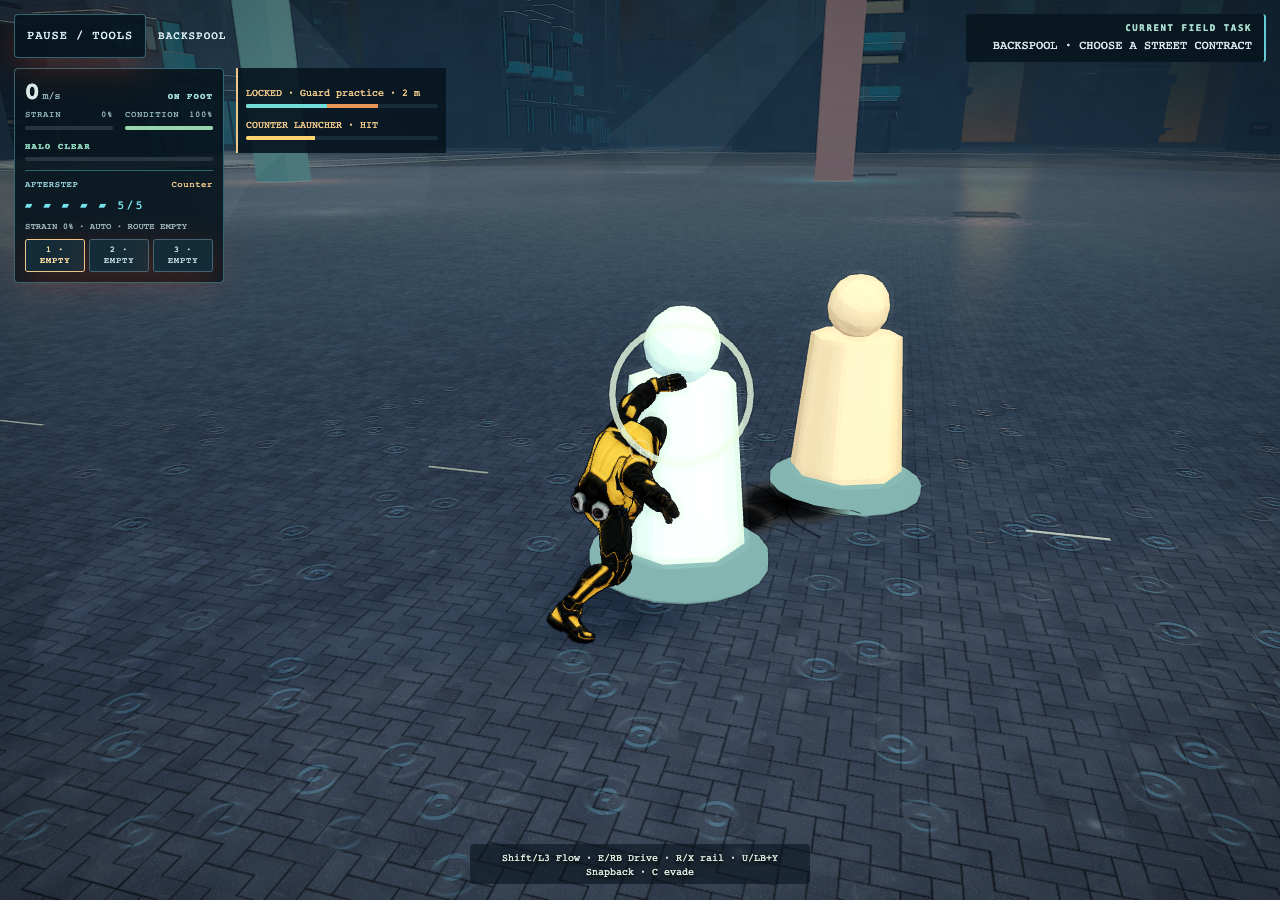 PAUSE / TOOLS
BACKSPOOL
CURRENT FIELD TASK
BACKSPOOL · CHOOSE A STREET CONTRACT
0 m/s
ON FOOT
STRAIN 0%
CONDITION 100%
HALO CLEAR
AFTERSTEP Counter
5/5
STRAIN 0% · AUTO · ROUTE EMPTY
1 · EMPTY
2 · EMPTY
3 · EMPTY
LOCKED · Guard practice · 2 m
COUNTER LAUNCHER · HIT
Shift/L3 Flow · E/RB Drive · R/X rail · U/LB+Y
Snapback · C evade